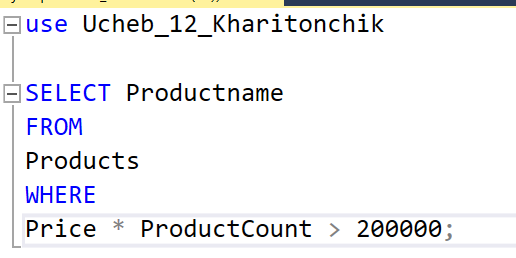 use Ucheb_12_Kharitonchik
SELECT Productname
FROM
Products
WHERE
Price * ProductCount > 200000;